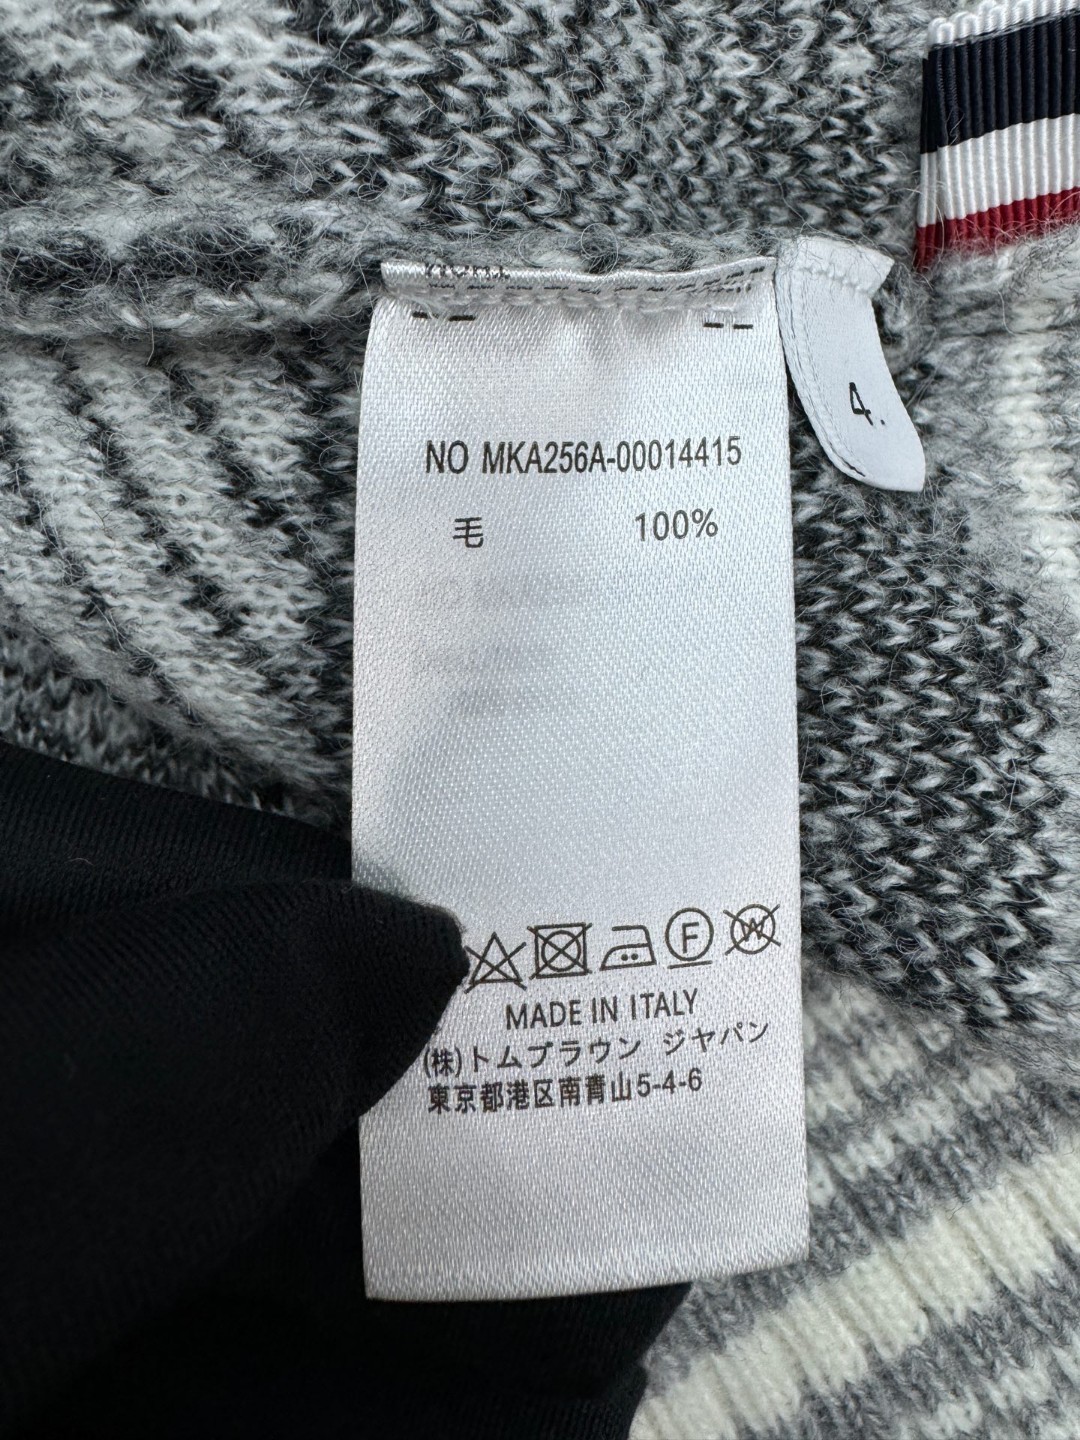 4.
NO MKA256A-00014415
毛 100%
F W
MADE IN ITALY
(株)トムブラウン ジヤパン
東京都港区南青山5-4-6